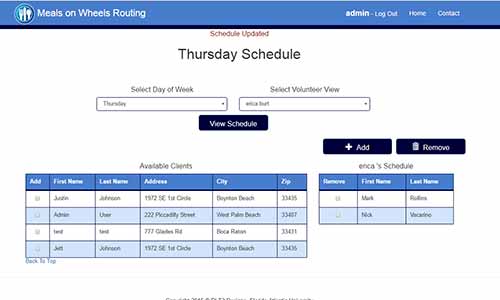 Meals on Wheels Routing
admin - Log Out Home Contact
Schedule Updated
Thursday Schedule
Select Day of Week Select Volunteer View
Thursday erica burt
View Schedule
Add Remove
Available Clients erica 's Schedule
Add First Name Last Name Address City Zip Remove First Name Last Name
Justin Johnson 1972 SE 1st Circle Boynton Beach 33435 Mark Rollins
Admin User 222 Piccadilly Street West Palm Beach 33407 Nick Vacarino
test test 777 Glades Rd Boca Raton 33431
Jett Johnson 1972 SE 1st Circle Boynton Beach 33435
Back To Top